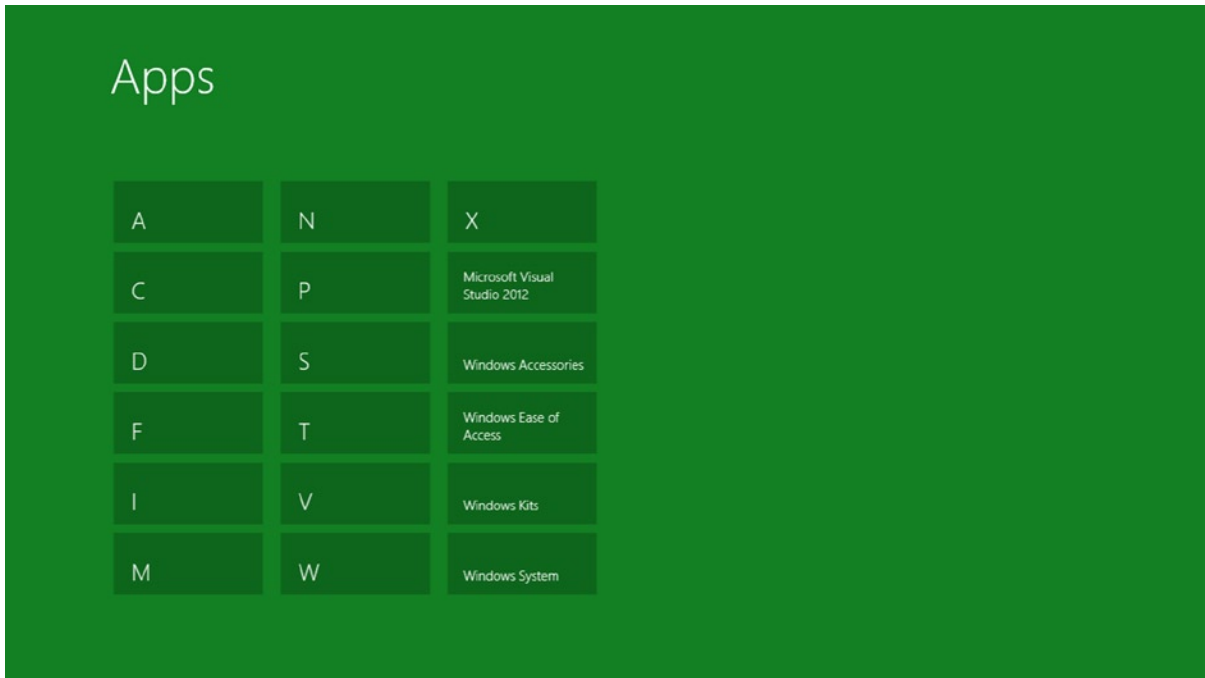 Apps
A
C
D
F
I
M
N
P
S
T
V
W
X
Microsoft Visual
Studio 2012
Windows Accessories
Windows Ease of
Access
Windows Kits
Windows System